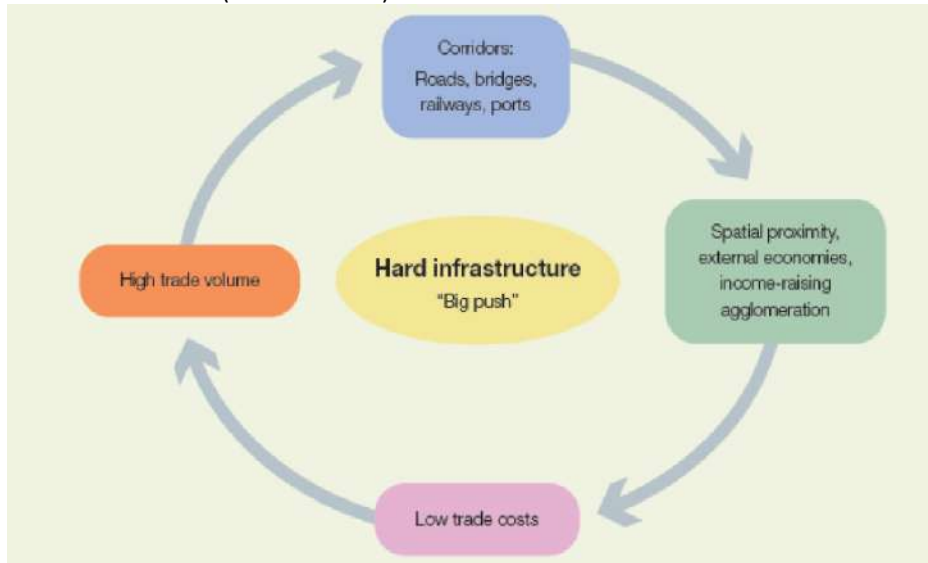 Corridors:
Roads, bridges,
railways, ports
Spatial proximity,
external economies,
income-raising
agglomeration
Hard infrastructure
"Big push"
High trade volume
Low trade costs